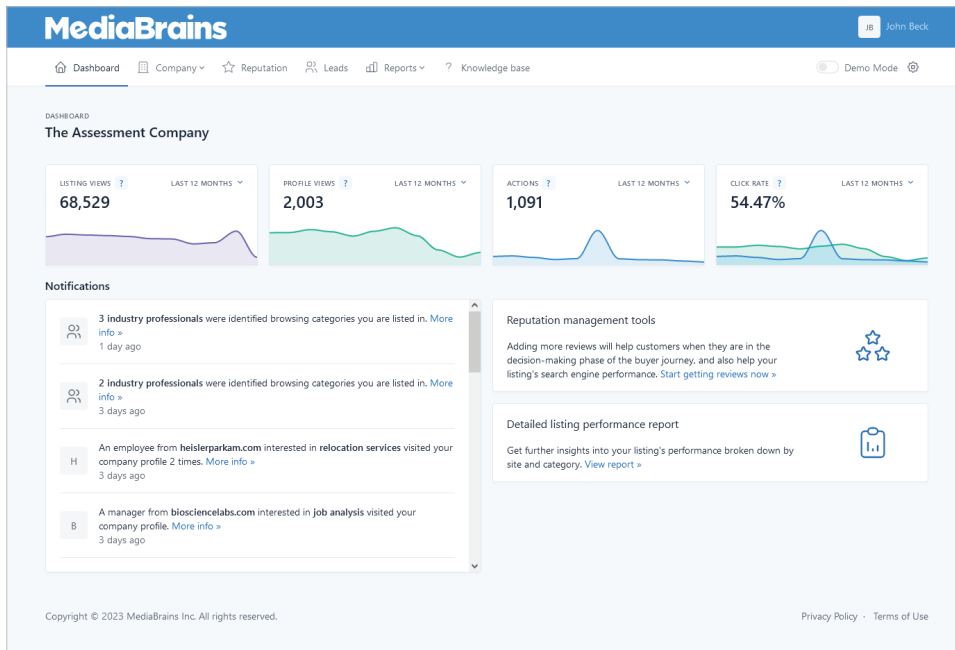 MediaBrains
JB John Beck
Dashboard Company Reputation Leads Reports ? Knowledge base Demo Mode
DASHBOARD
The Assessment Company
LISTING VIEWS ? LAST 12 MONTHS
68,529
PROFILE VIEWS ? LAST 12 MONTHS
2,003
ACTIONS ? LAST 12 MONTHS
1,091
CLICK RATE ? LAST 12 MONTHS
54.47%
Notifications
3 industry professionals were identified browsing categories you are listed in. More
info »
1 day ago
2 industry professionals were identified browsing categories you are listed in. More
info »
3 days ago
H
An employee from heislerparkam.com interested in relocation services visited your
company profile 2 times. More info »
3 days ago
B
A manager from biosciencelabs.com interested in job analysis visited your
company profile. More info »
3 days ago
Reputation management tools
Adding more reviews will help customers when they are in the
decision-making phase of the buyer journey, and also help your
listing's search engine performance. Start getting reviews now »
Detailed listing performance report
Get further insights into your listing's performance broken down by
site and category. View report »
Copyright © 2023 MediaBrains Inc. All rights reserved.
Privacy Policy · Terms of Use